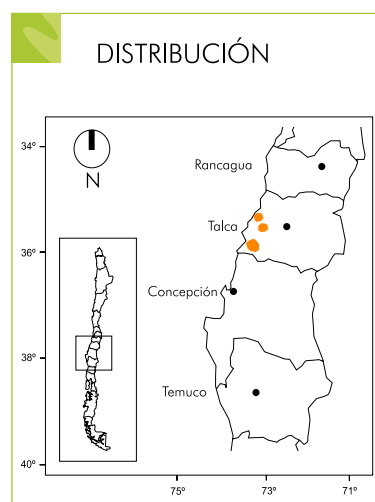 DISTRIBUCIÓN
34°
N
Rancagua
Talca
36°
Concepción
38°
Temuco
40°
75°
73°
71°